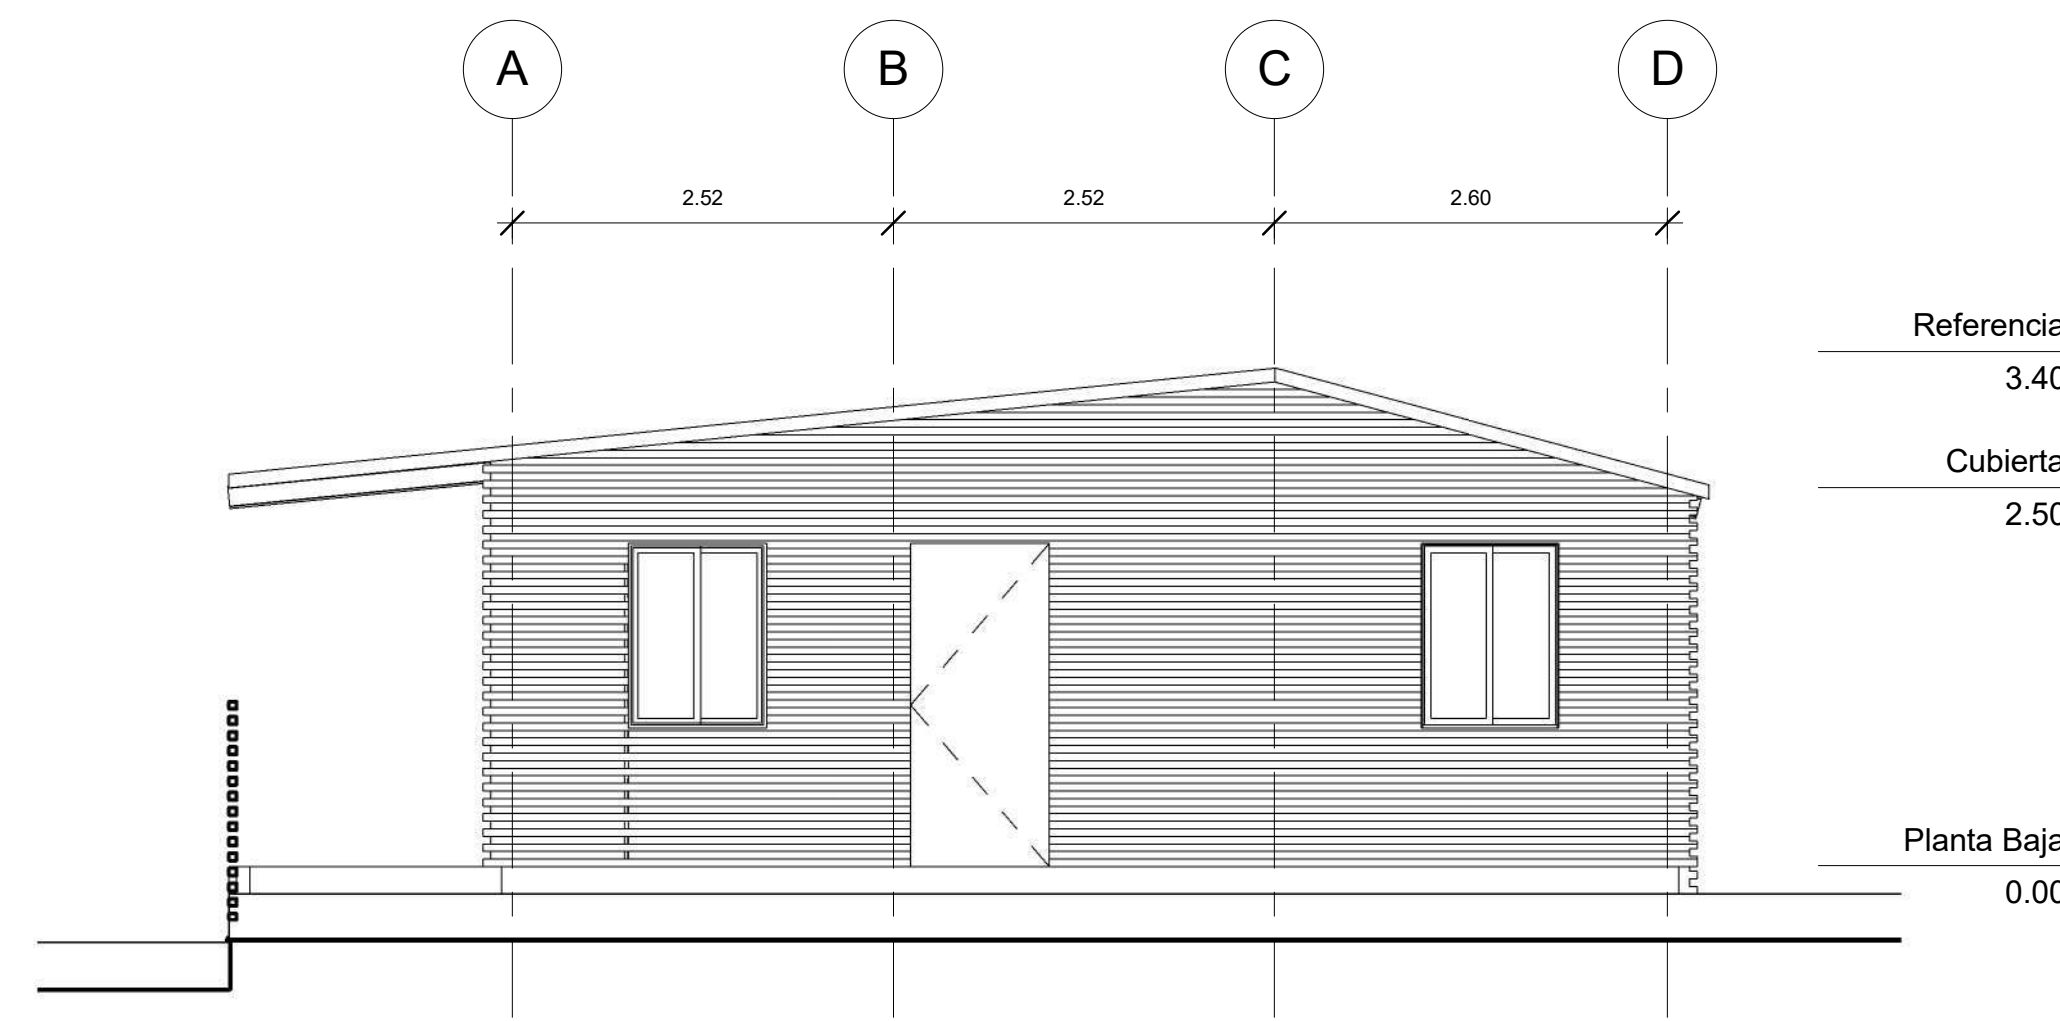 A B C D
2.52 2.52 2.60
Referencia
3.40
Cubierta
2.50
Planta Baja
0.00